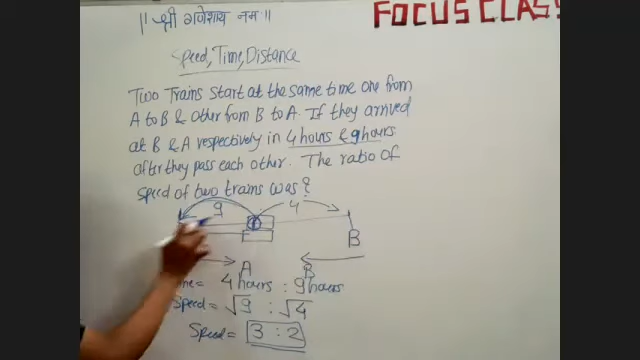 ॥ श्री गणेशाय नमः॥
FOCUS CLASS
Speed, Time, Distance
Two Trains start at the same time one from
A to B & other from B to A. If they arrived
at B & A respectively in 4 hours & 9 hours
after they pass each other. The ratio of
speed of two trains was?
9 4
B
A B
4 hours : 9 hours
Speed = √9 : √4
Speed = 3 : 2